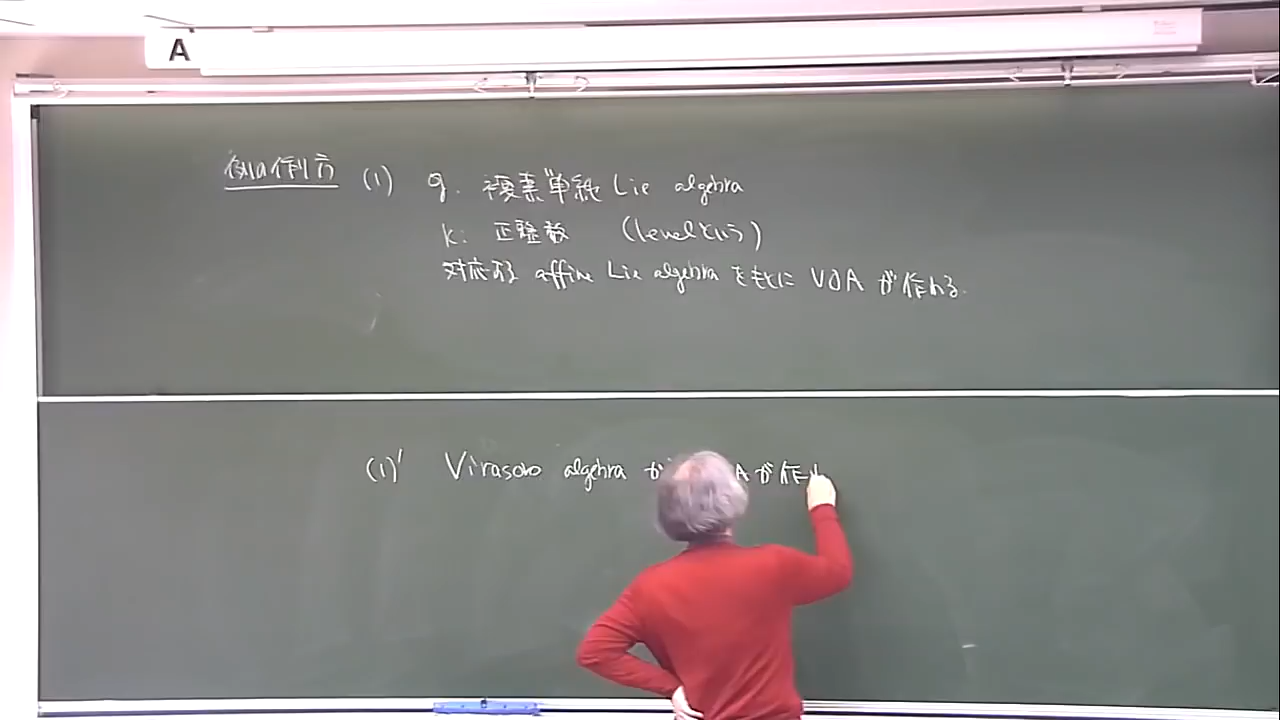 A
例の作り方 (1) g: 複素単純 Lie algebra
k: 正整数 (levelという)
対応する affine Lie algebra をもとに VOA が作れる.
(1)' Virasoro algebra か A が作